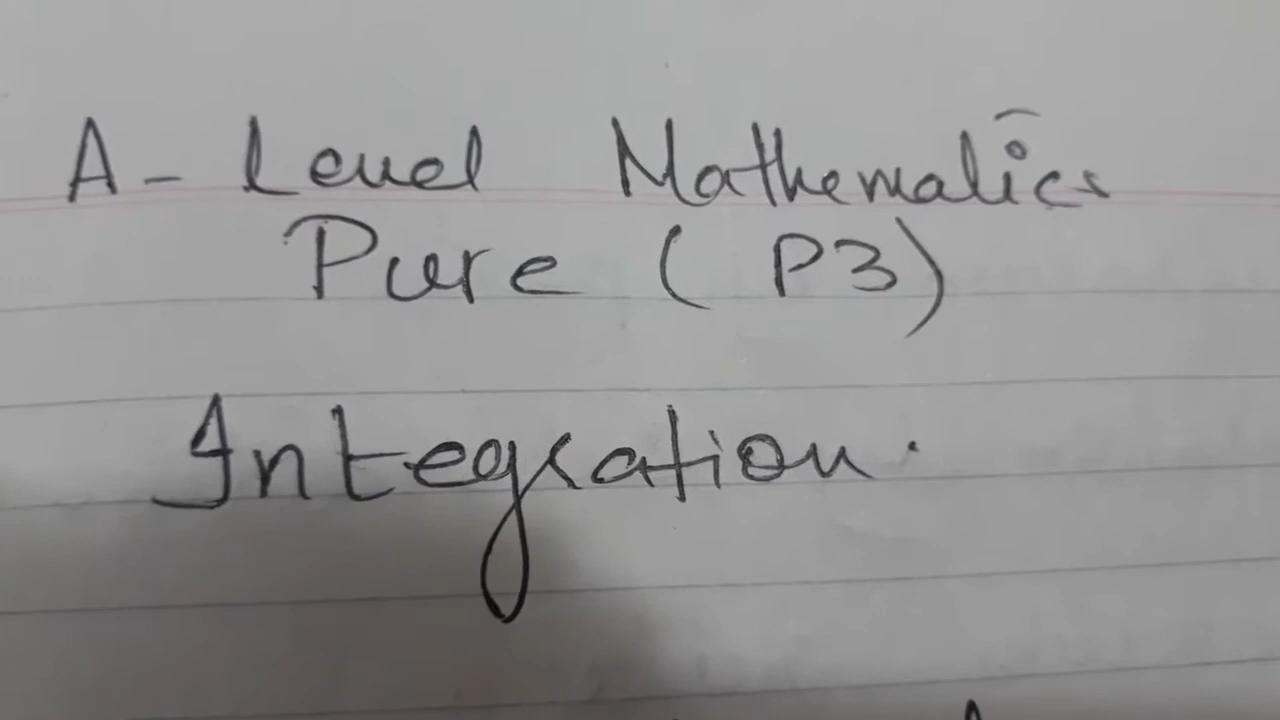 A- Level Mathematics
Pure (P3)
Integration.